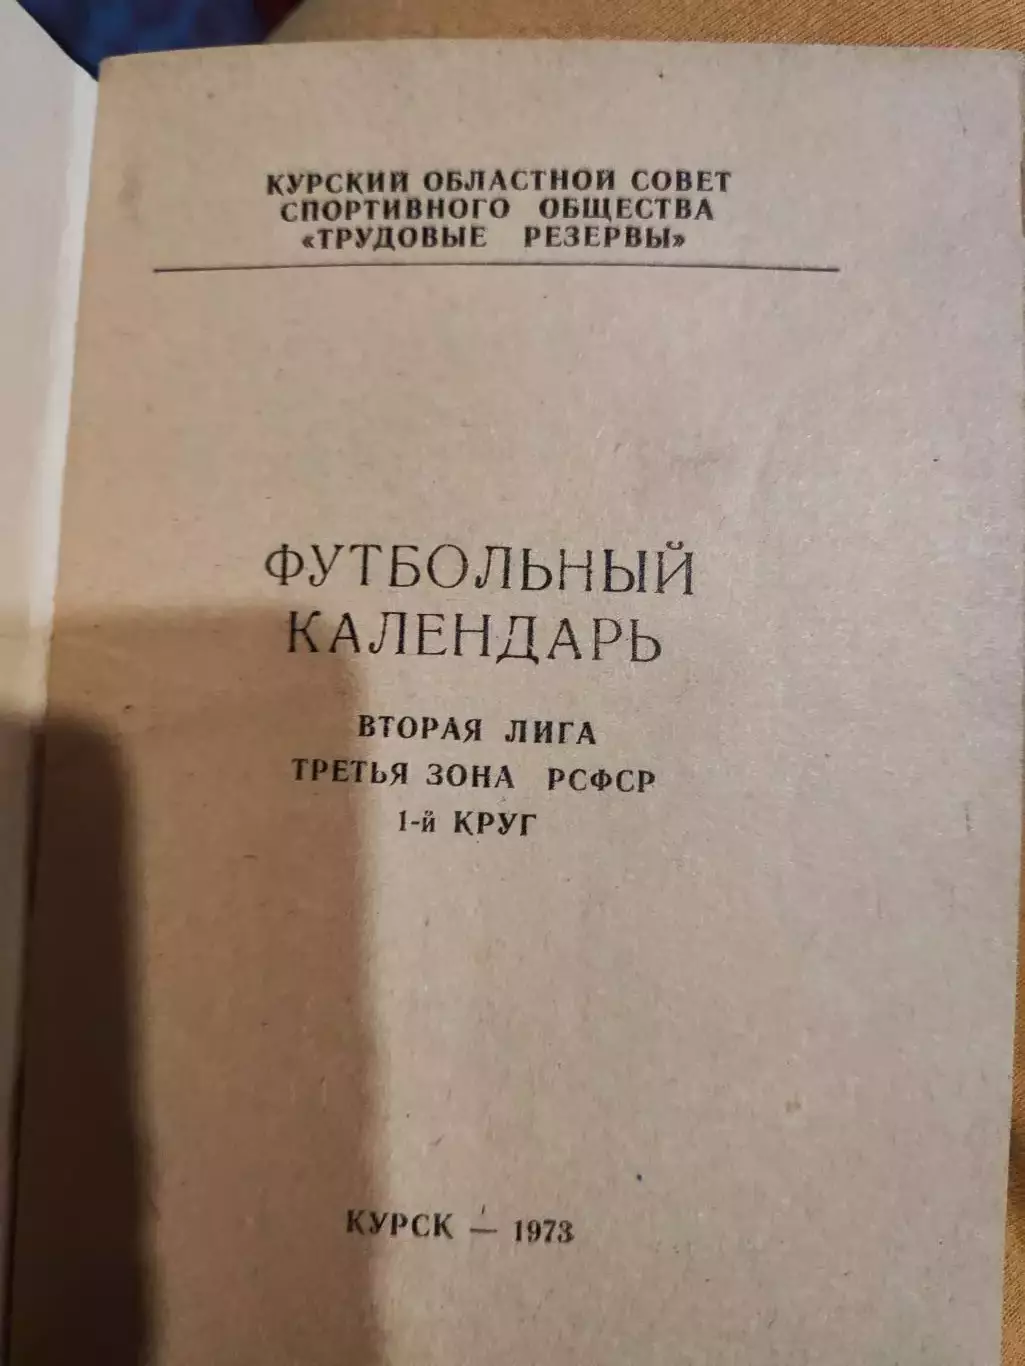 КУРСКИЙ ОБЛАСТНОЙ СОВЕТ
СПОРТИВНОГО ОБЩЕСТВА
«ТРУДОВЫЕ РЕЗЕРВЫ»
ФУТБОЛЬНЫЙ
КАЛЕНДАРЬ
ВТОРАЯ ЛИГА
ТРЕТЬЯ ЗОНА РСФСР
1-й КРУГ
КУРСК — 1973